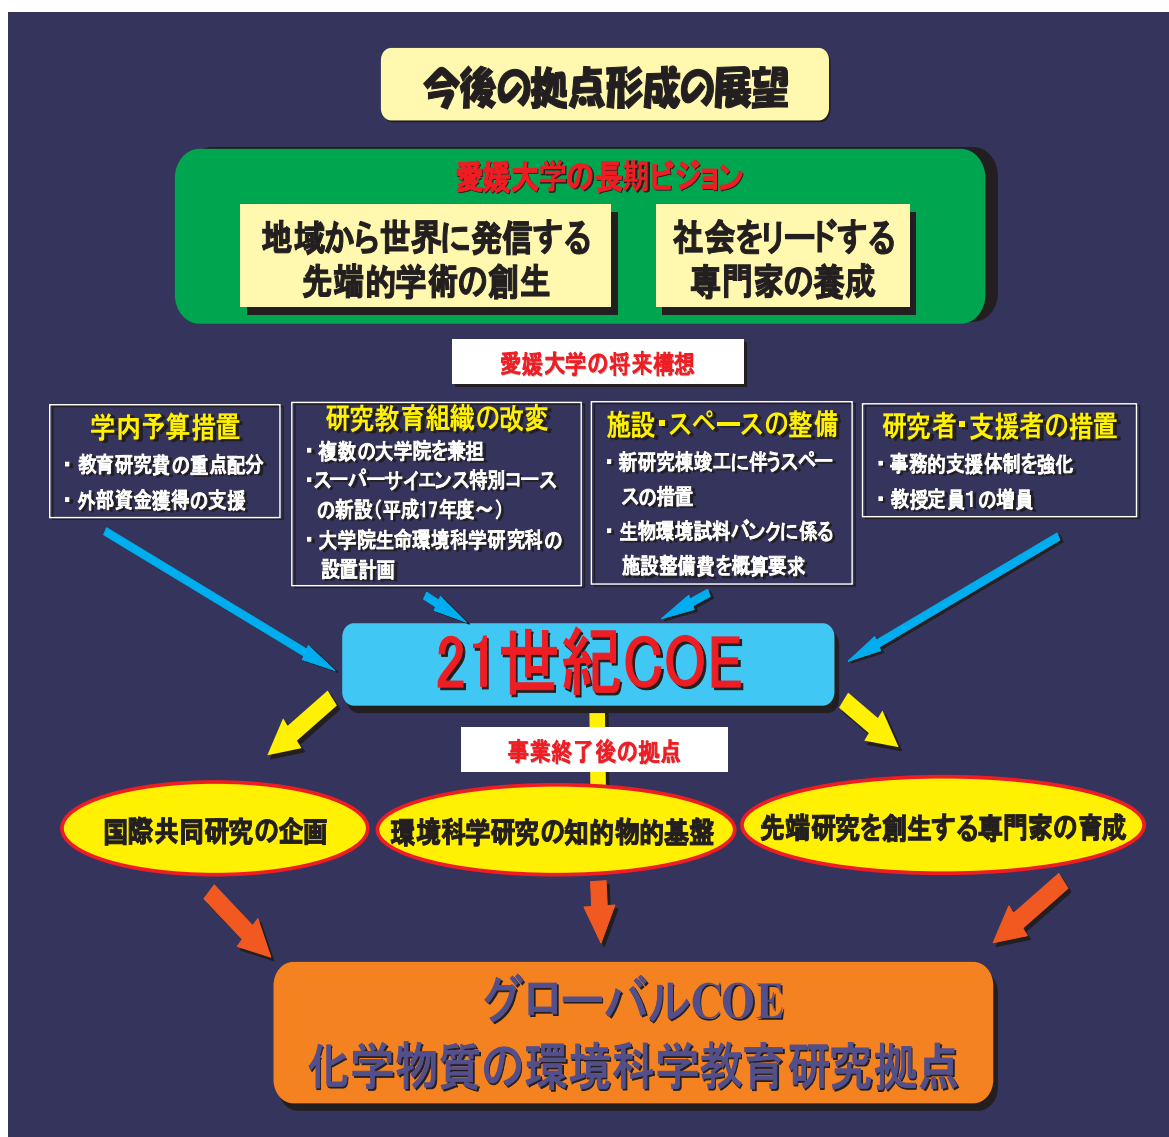 今後の拠点形成の展望
愛媛大学の長期ビジョン
地域から世界に発信する
先端的学術の創生
社会をリードする
専門家の養成
愛媛大学の将来構想
学内予算措置
・教育研究費の重点配分
・外部資金獲得の支援
研究教育組織の改変
・複数の大学院を兼担
・スーパーサイエンス特別コース
の新設(平成17年度～)
・大学院生命環境科学研究科の
設置計画
施設・スペースの整備
・新研究棟竣工に伴うスペー
スの措置
・生物環境試料バンクに係る
施設整備費を概算要求
研究者・支援者の措置
・事務的支援体制を強化
・教授定員1の増員
21世紀COE
事業終了後の拠点
国際共同研究の企画
環境科学研究の知的物的基盤
先端研究を創生する専門家の育成
グローバルCOE
化学物質の環境科学教育研究拠点